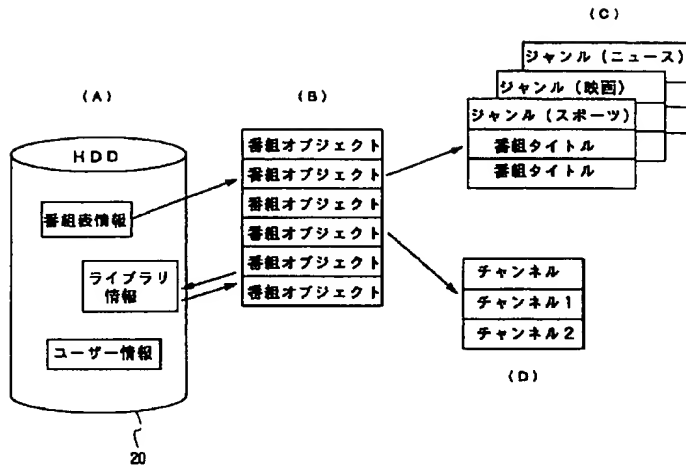 (A)
HDD
番組表情報
ライブラリ
情報
ユーザー情報
20
(B)
番組オブジェクト
番組オブジェクト
番組オブジェクト
番組オブジェクト
番組オブジェクト
番組オブジェクト
(C)
ジャンル(ニュース)
ジャンル(映画)
ジャンル(スポーツ)
番組タイトル
番組タイトル
チャンネル
チャンネル1
チャンネル2
(D)